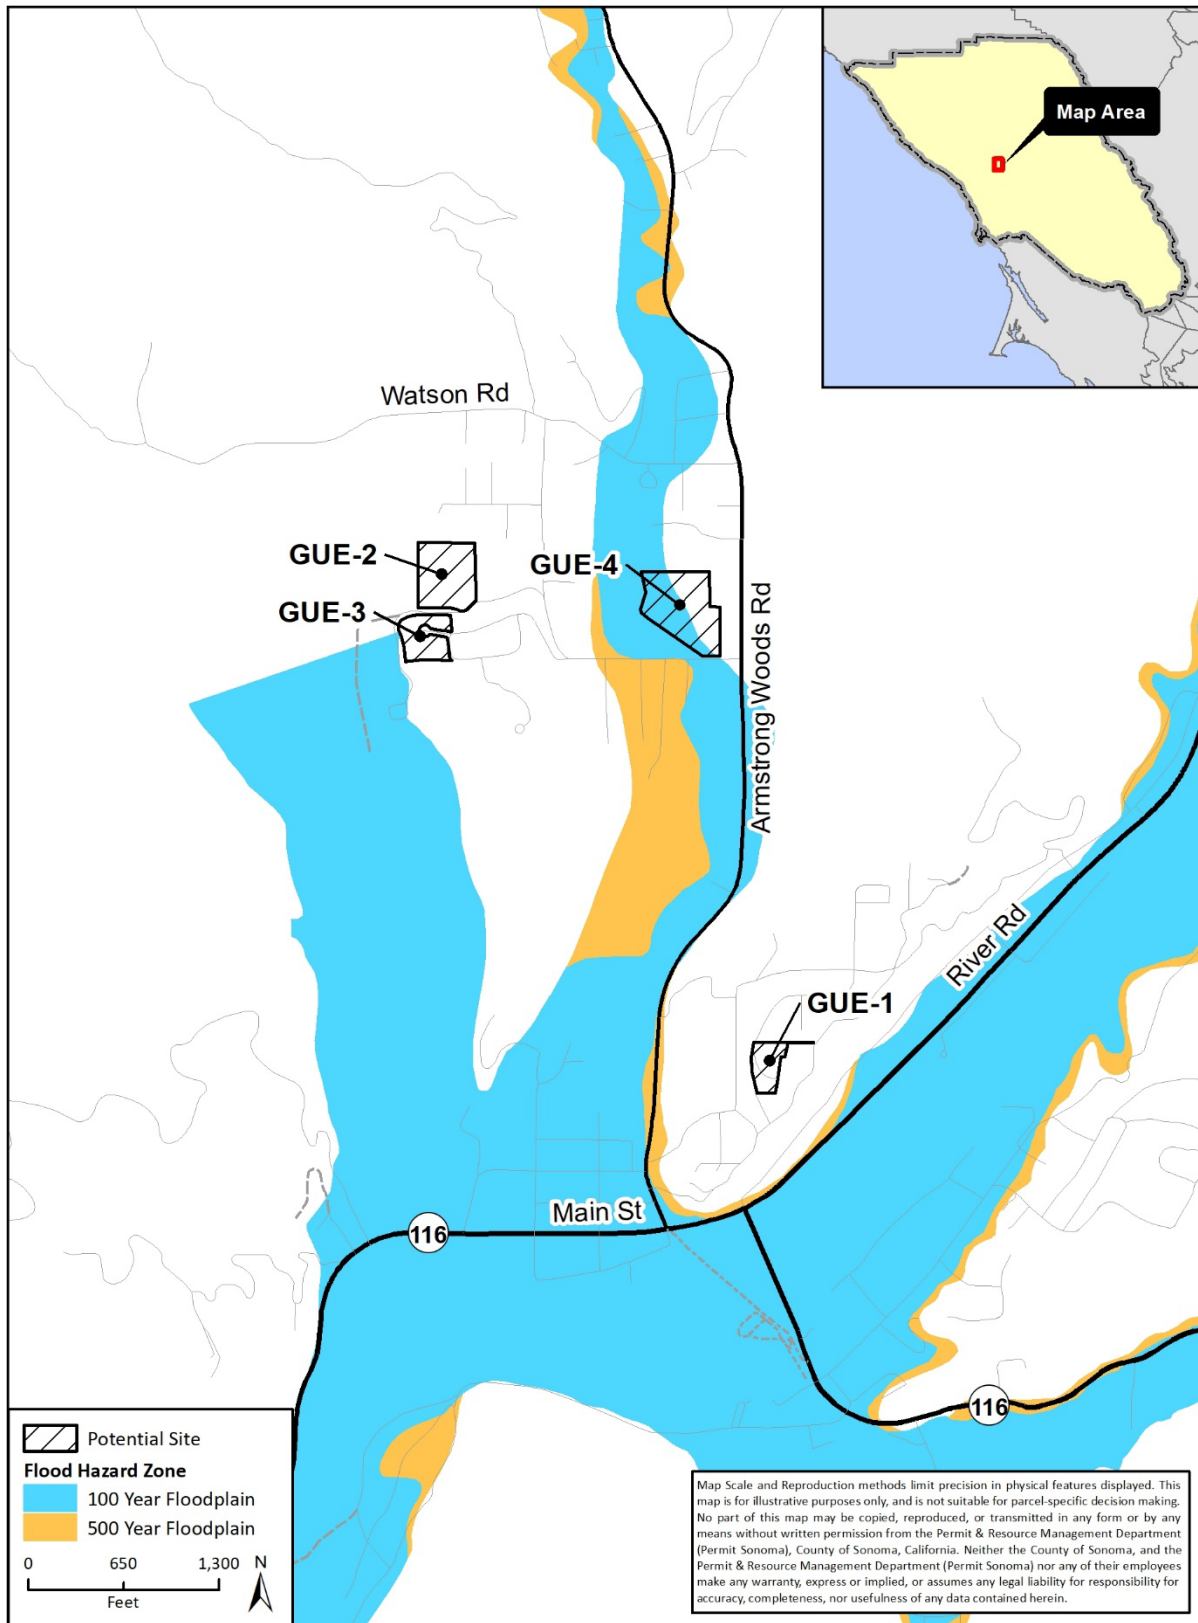 Map Area
Watson Rd
GUE-2
GUE-4
GUE-3
Armstrong Woods Rd
River Rd
GUE-1
Main St
116
116
Potential Site
Flood Hazard Zone
100 Year Floodplain
500 Year Floodplain
0 650 1,300 N
Feet
Map Scale and Reproduction methods limit precision in physical features displayed. This
map is for illustrative purposes only, and is not suitable for parcel-specific decision making.
No part of this map may be copied, reproduced, or transmitted in any form or by any
means without written permission from the Permit & Resource Management Department
(Permit Sonoma), County of Sonoma, California. Neither the County of Sonoma, and the
Permit & Resource Management Department (Permit Sonoma) nor any of their employees
make any warranty, express or implied, or assumes any legal liability for responsibility for
accuracy, completeness, nor usefulness of any data contained herein.